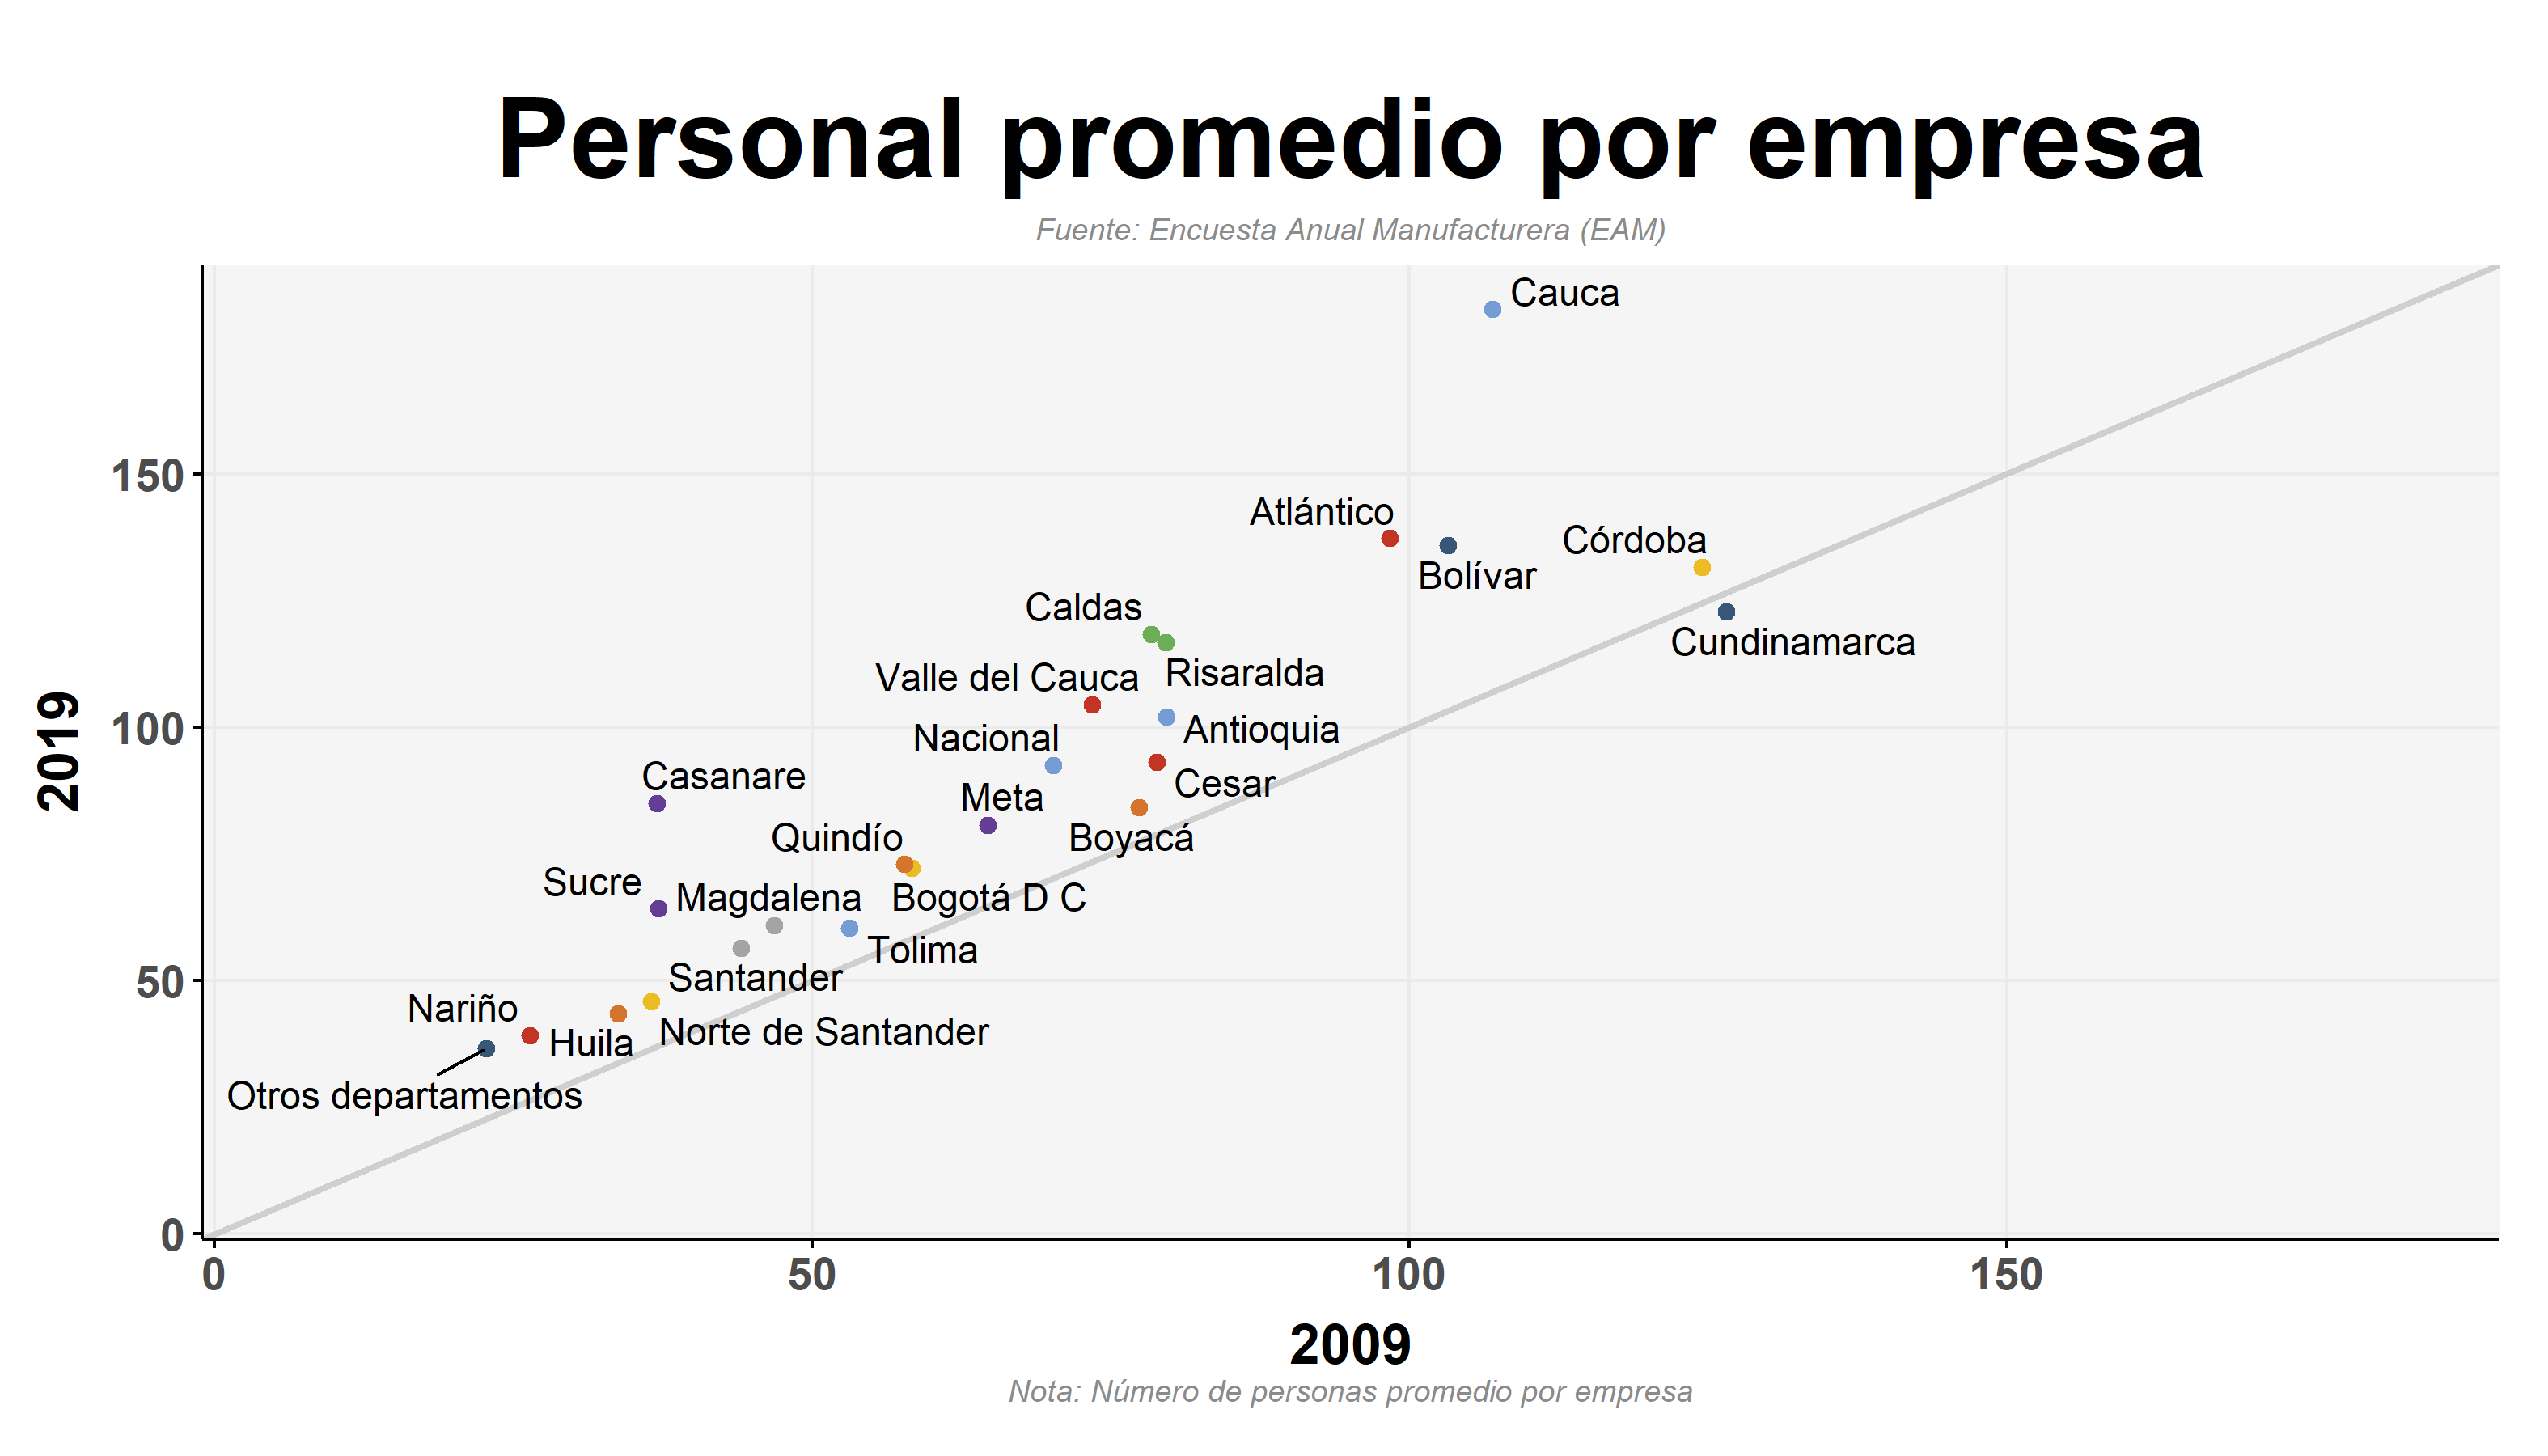 Personal promedio por empresa
Fuente: Encuesta Anual Manufacturera (EAM)
Cauca
150
Atlántico
Córdoba
Bolívar
Caldas
Cundinamarca
Risaralda
Valle del Cauca
100
Antioquia
Nacional
2019
Casanare
Cesar
Meta
Quindío
Boyacá
Sucre
Magdalena
Bogotá D C
Tolima
50
Santander
Nariño
Huila
Norte de Santander
Otros departamentos
0
0
50
100
150
2009
Nota: Número de personas promedio por empresa